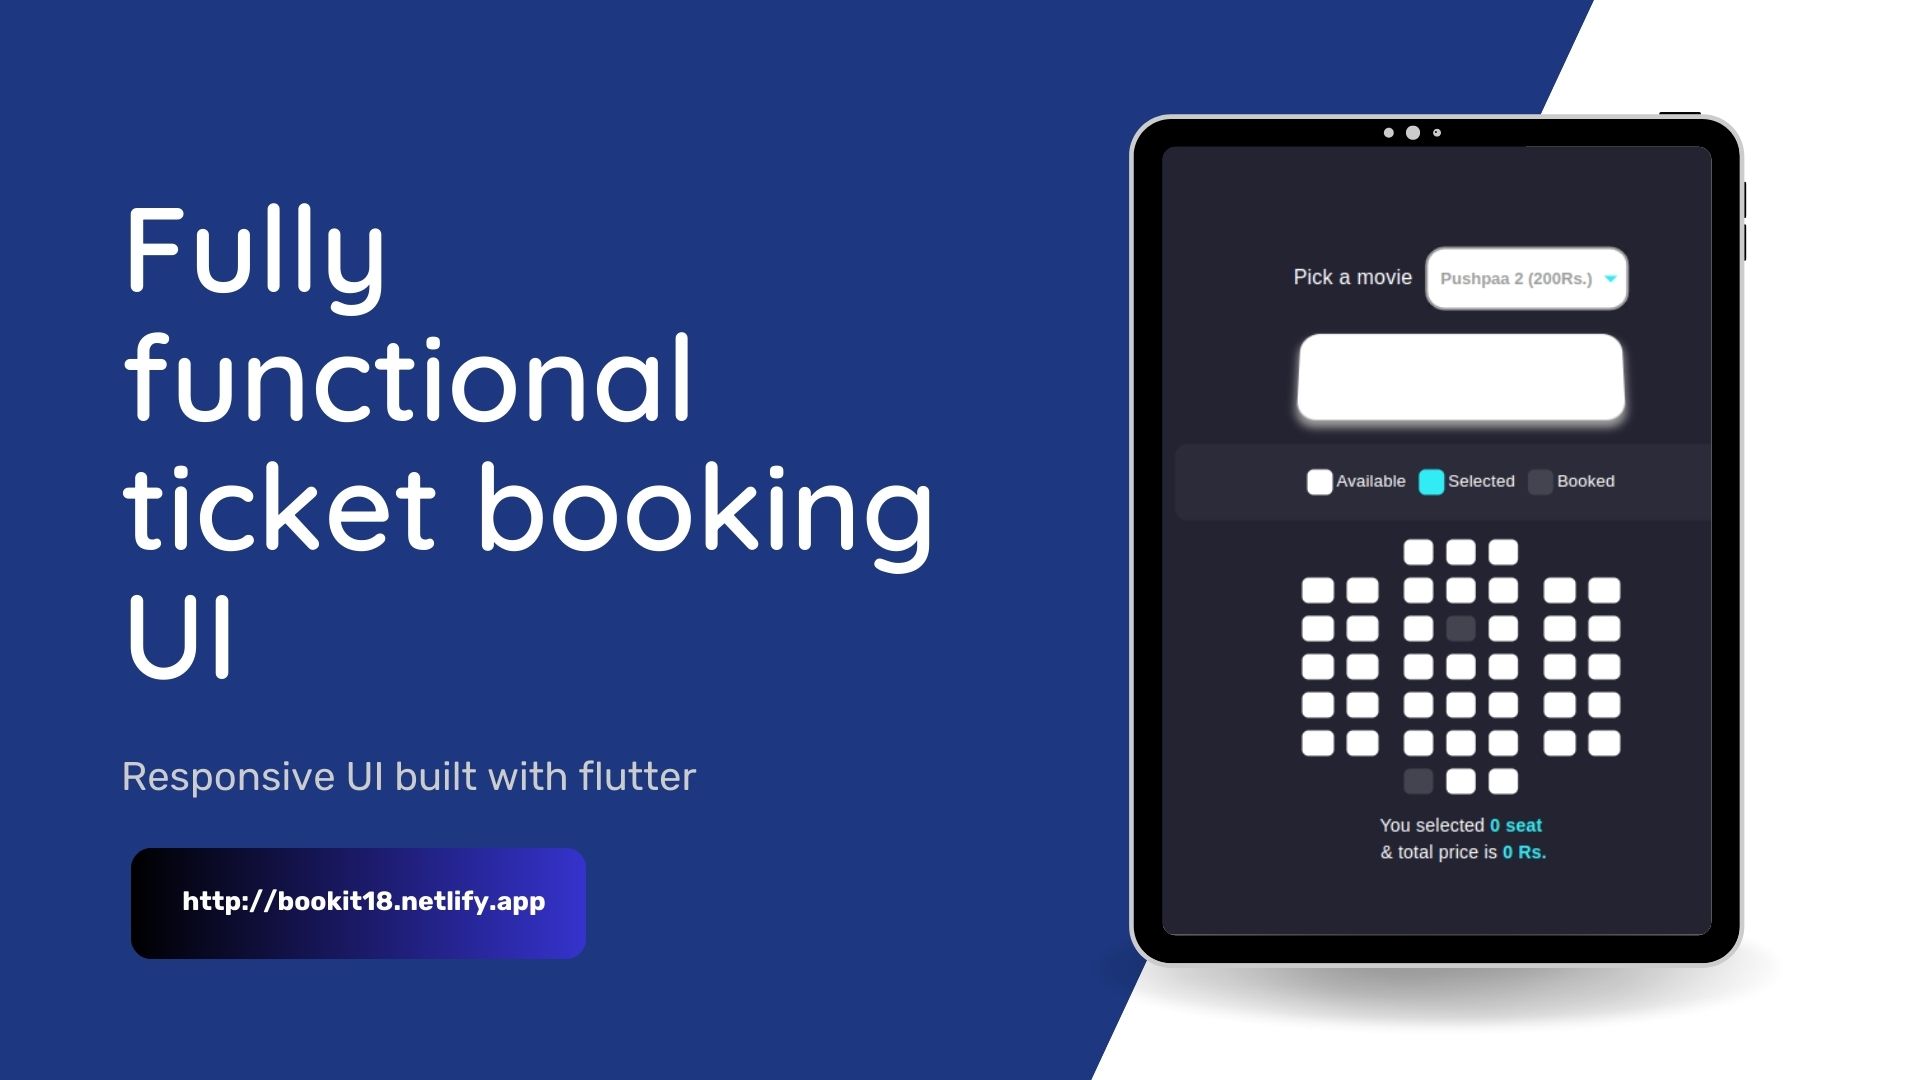 Fully
functional
ticket booking
UI
Responsive UI built with flutter
http://bookit18.netlify.app
Pick a movie
Pushpaa 2 (200Rs.)
Available Selected Booked
You selected 0 seat
& total price is 0 Rs.